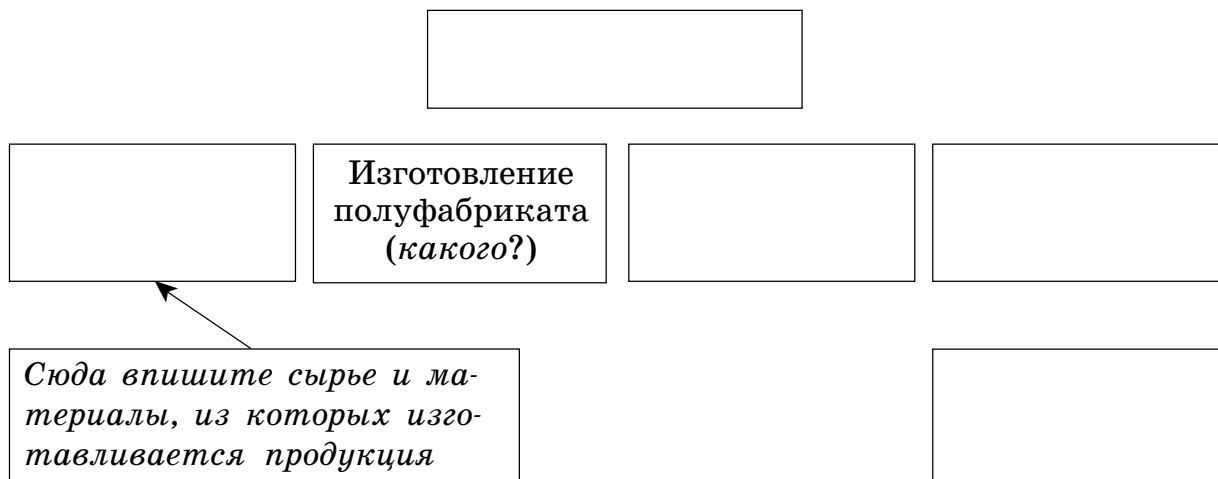 Изготовление
полуфабриката
(какого?)
Сюда впишите сырье и ма-
териалы, из которых изго-
тавливается продукция